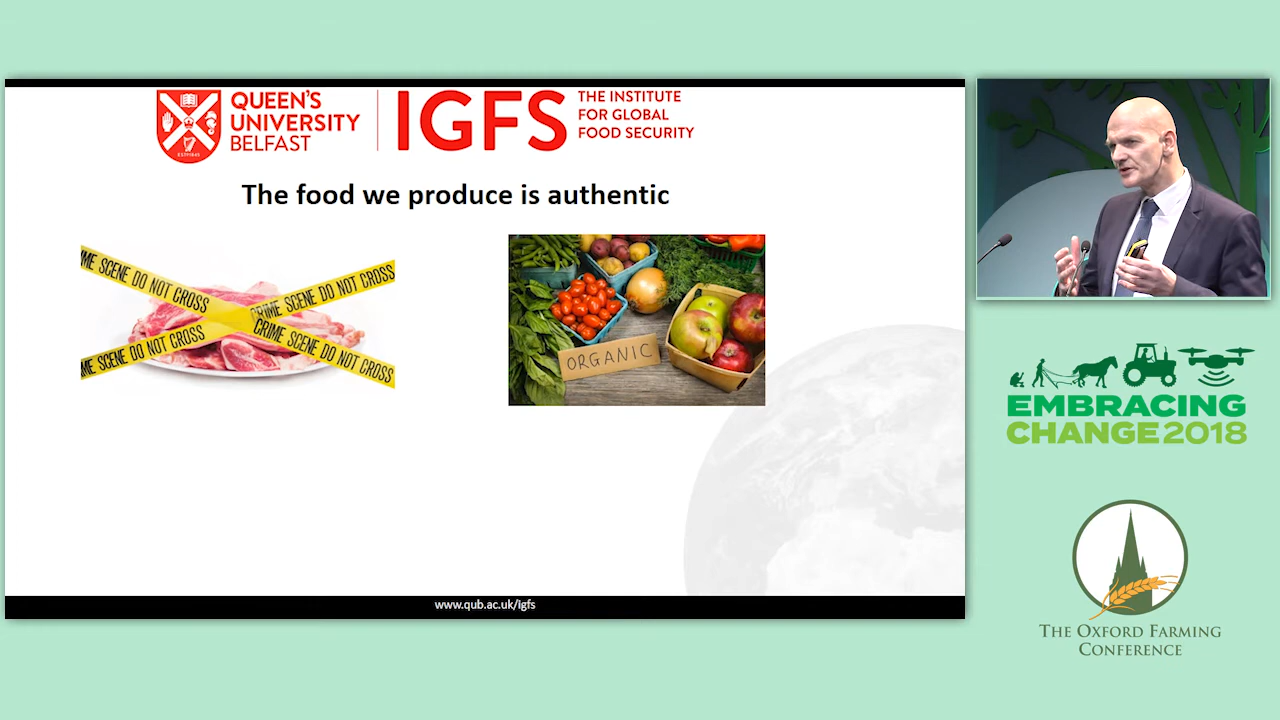 QUEEN'S
UNIVERSITY
BELFAST
IGFS
THE INSTITUTE
FOR GLOBAL
FOOD SECURITY
The food we produce is authentic
ME SCENE DO NOT CROSS
CRIME SCENE DO NOT CROSS
ME SCENE DO NOT CROSS
CRIME SCENE DO NOT CROSS
ORGANIC
www.qub.ac.uk/igfs
EMBRACING
CHANGE2018
THE OXFORD FARMING
CONFERENCE